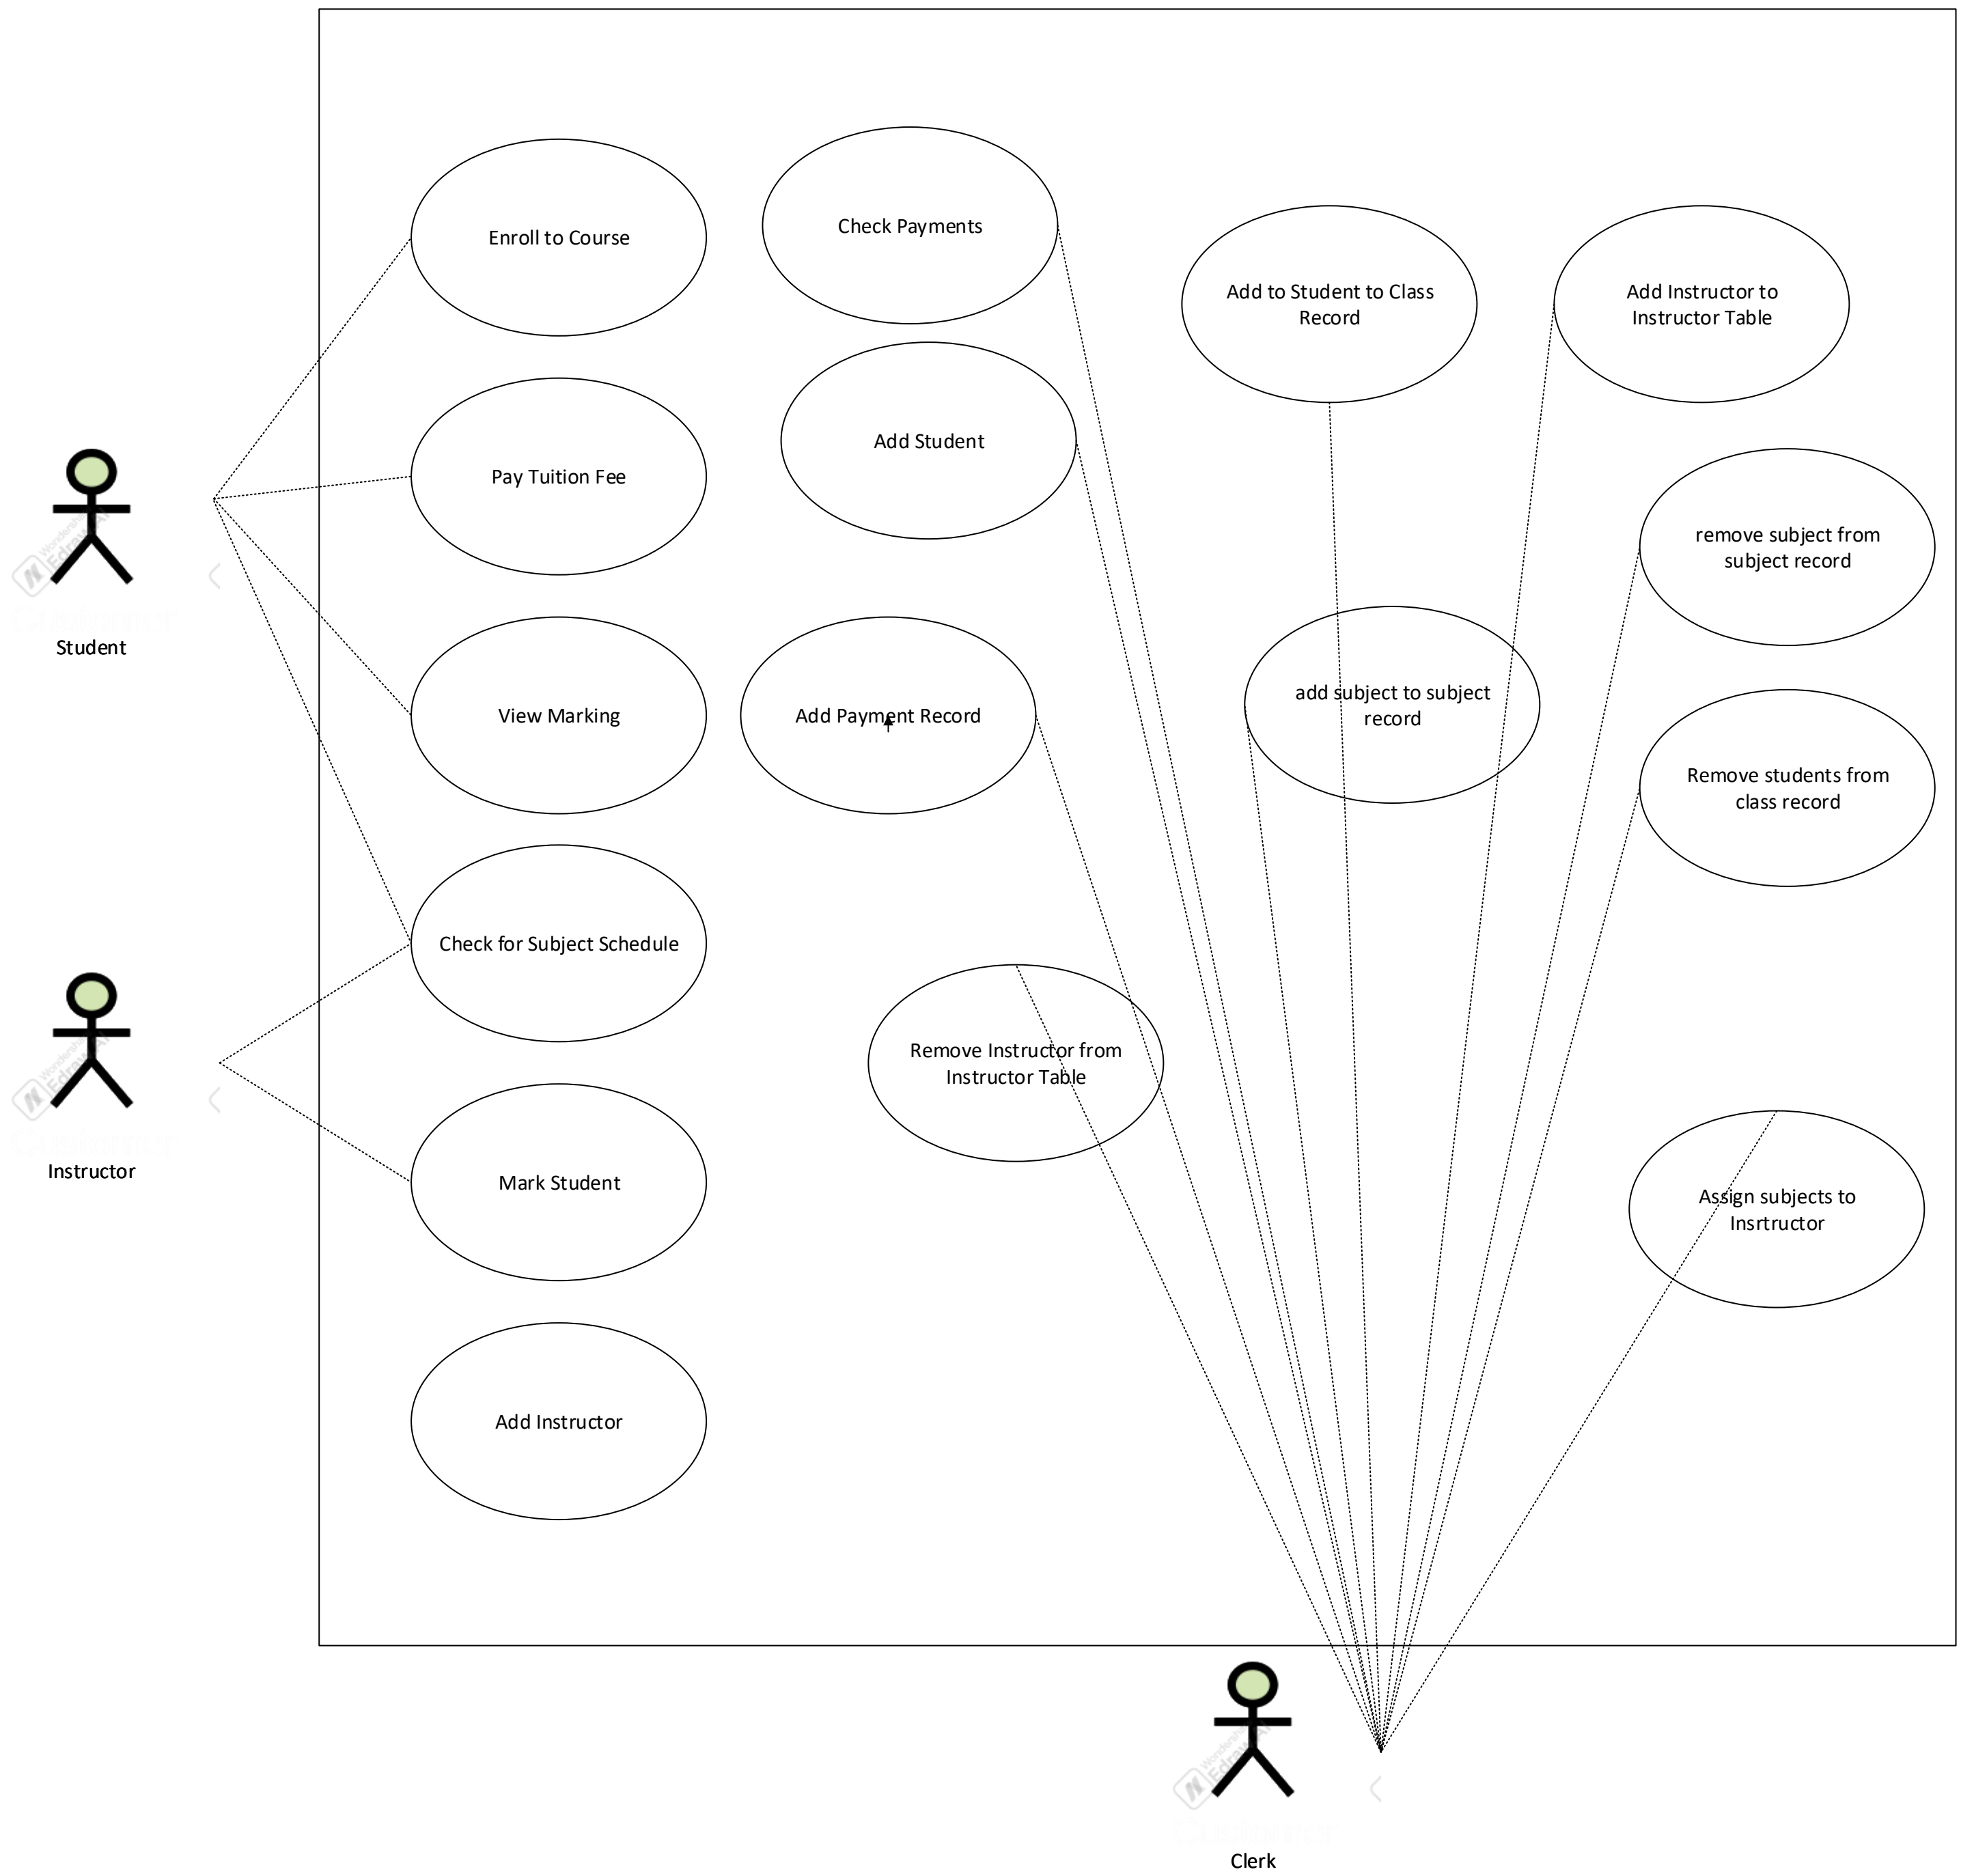 Enroll to Course
Check Payments
Add to Student to Class
Record
Add Instructor to
Instructor Table
Pay Tuition Fee
Add Student
remove subject from
subject record
Student
View Marking
Add Payment Record
add subject to subject
record
Remove students from
class record
Check for Subject Schedule
Remove Instructor from
Instructor Table
Instructor
Mark Student
Assign subjects to
Insrtructor
Add Instructor
Clerk